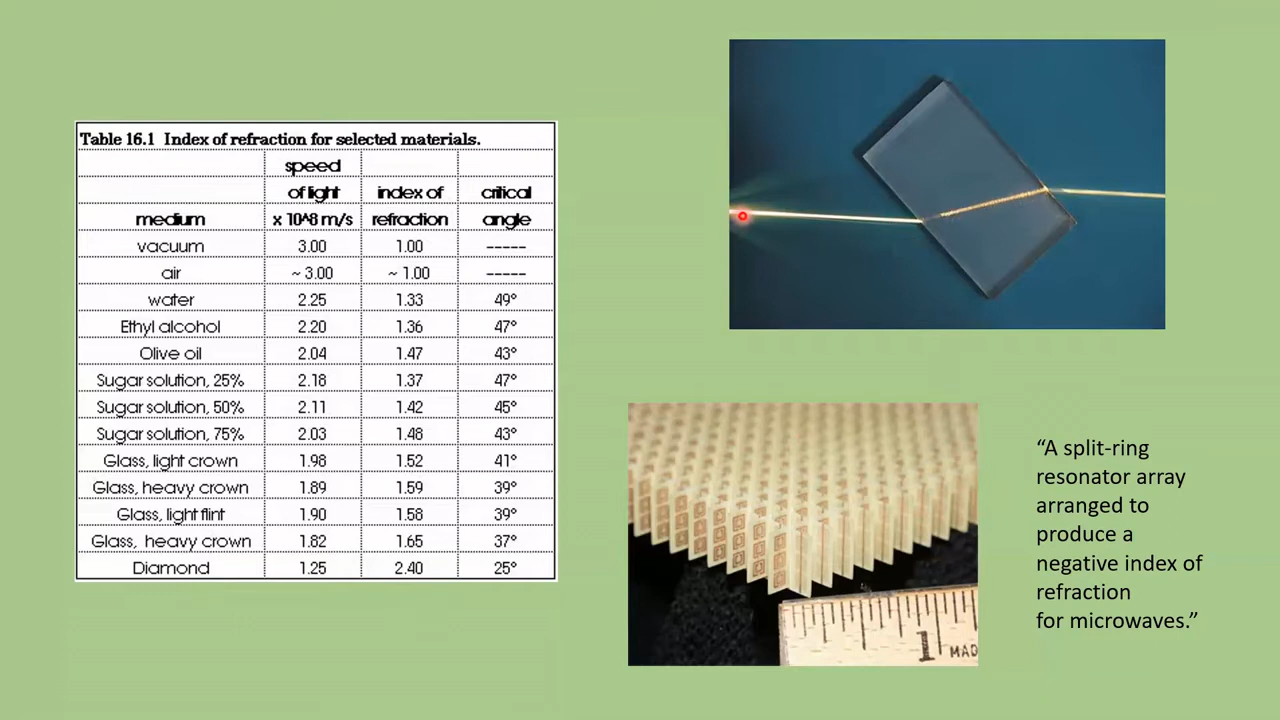 Table 16.1 Index of refraction for selected materials.
speed
of light index of critical
medium x 10^8 m/s refraction angle
vacuum 3.00 1.00 -----
air ~ 3.00 ~ 1.00 -----
water 2.25 1.33 49°
Ethyl alcohol 2.20 1.36 47°
Olive oil 2.04 1.47 43°
Sugar solution, 25% 2.18 1.37 47°
Sugar solution, 50% 2.11 1.42 45°
Sugar solution, 75% 2.03 1.48 43°
Glass, light crown 1.98 1.52 41°
Glass, heavy crown 1.89 1.59 39°
Glass, light flint 1.90 1.58 39°
Glass, heavy crown 1.82 1.65 37°
Diamond 1.25 2.40 25°
“A split-ring
resonator array
arranged to
produce a
negative index of
refraction
for microwaves.”
1 MAD